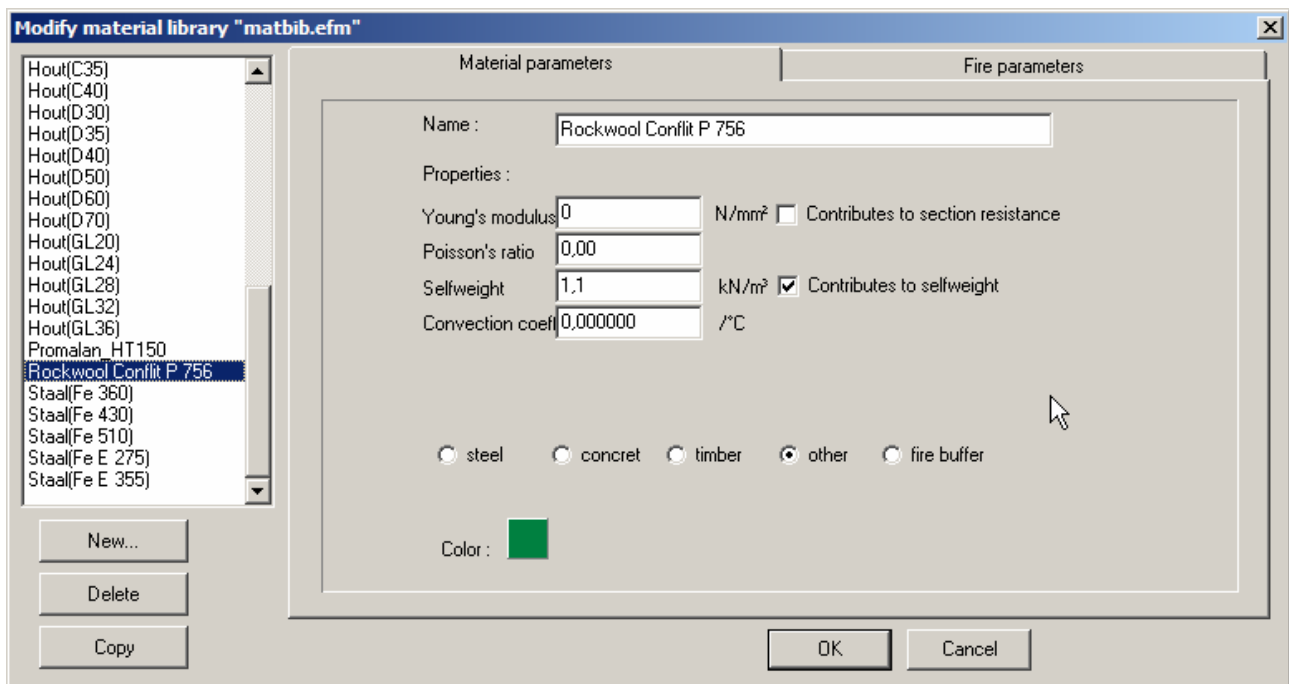 Modify material library "matbib.efm"
Hout(C35)
Hout(C40)
Hout(D30)
Hout(D35)
Hout(D40)
Hout(D50)
Hout(D60)
Hout(D70)
Hout(GL20)
Hout(GL24)
Hout(GL28)
Hout(GL32)
Hout(GL36)
Promalan_HT150
Rockwool Conflit P 756
Staal(Fe 360)
Staal(Fe 430)
Staal(Fe 510)
Staal(Fe E 275)
Staal(Fe E 355)
New...
Delete
Copy
Material parameters Fire parameters
Name : Rockwool Conflit P 756
Properties :
Young's modulus 0 N/mm² Contributes to section resistance
Poisson's ratio 0,00
Selfweight 1,1 kN/m³ Contributes to selfweight
Convection coeff 0,000000 /°C
steel concret timber other fire buffer
Color :
OK Cancel